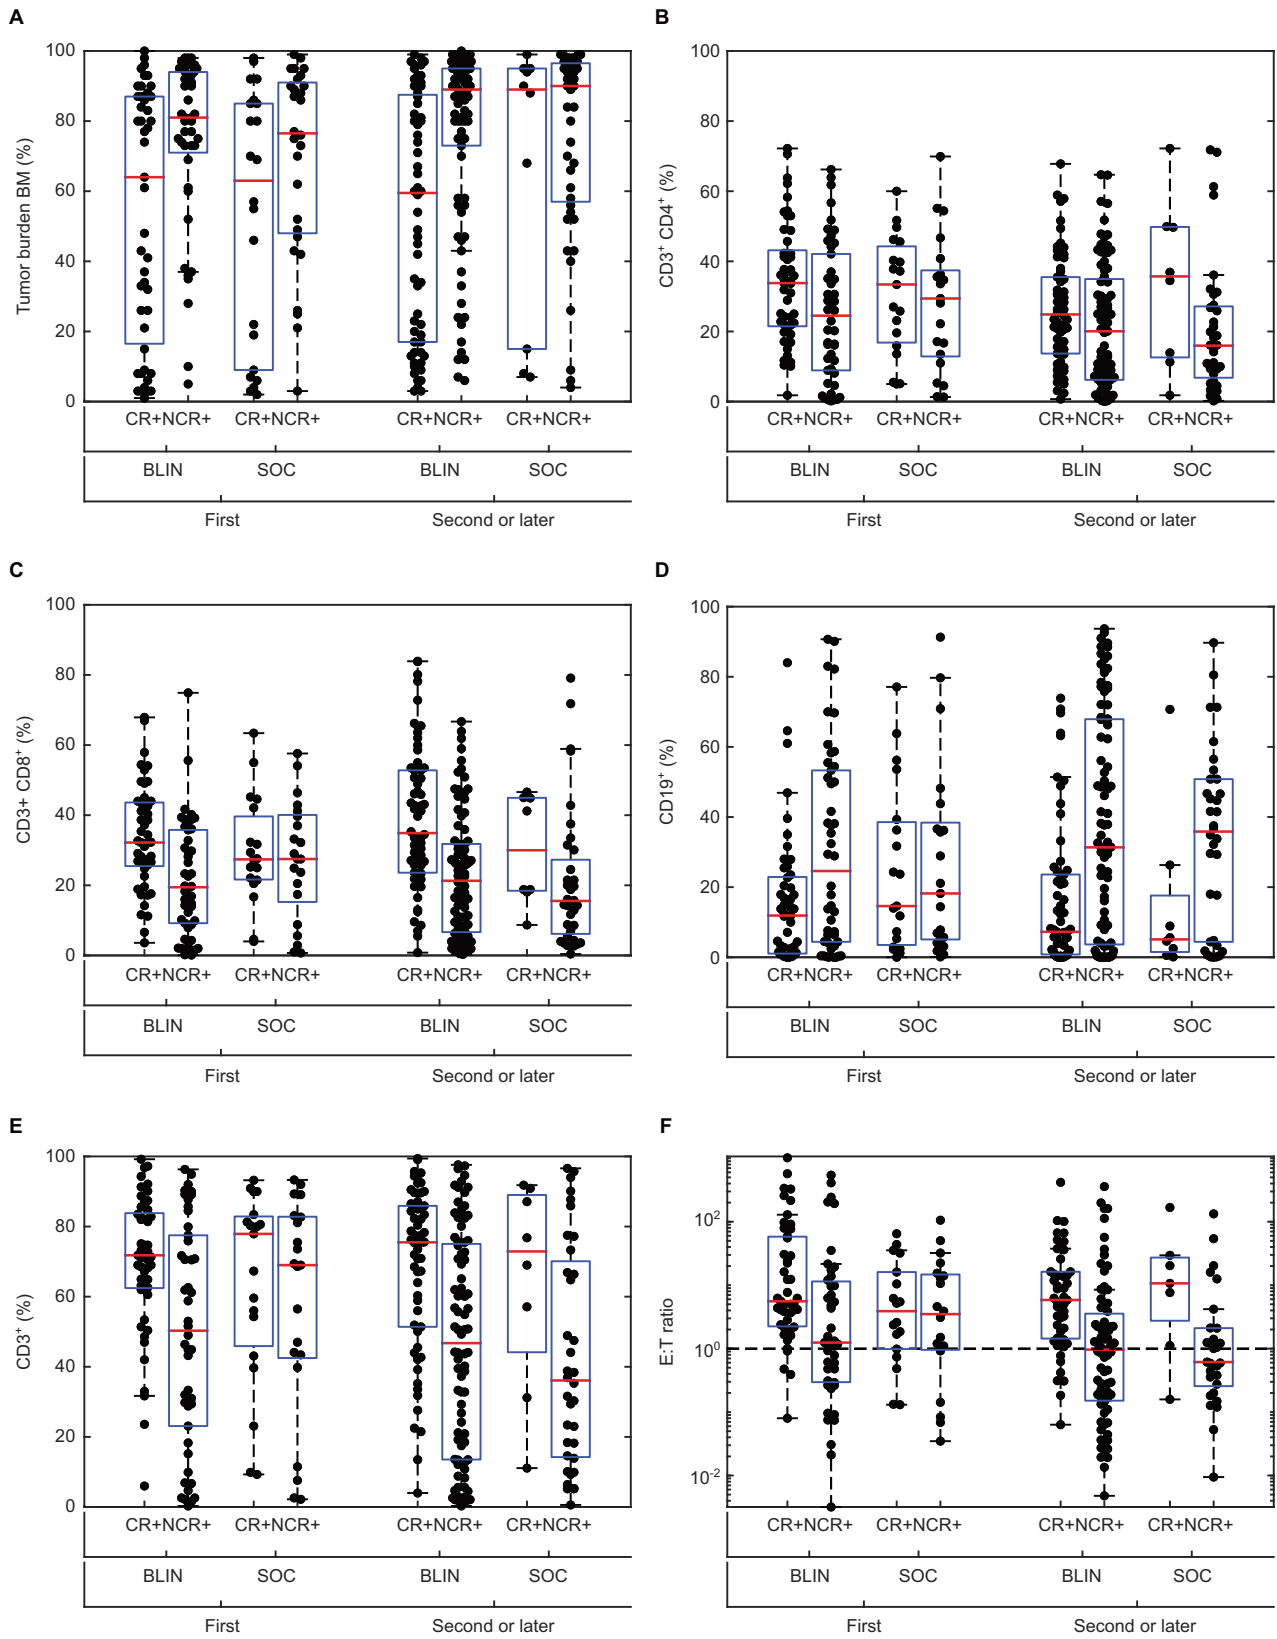 A
B
Tumor burden BM (%)
100
80
60
40
20
0
CR+NCR+ CR+NCR+ CR+NCR+ CR+NCR+
BLIN SOC BLIN SOC
First Second or later
CD3⁺ CD4⁺ (%)
100
80
60
40
20
0
CR+NCR+ CR+NCR+ CR+NCR+ CR+NCR+
BLIN SOC BLIN SOC
First Second or later
C
D
CD3+ CD8⁺ (%)
100
80
60
40
20
0
CR+NCR+ CR+NCR+ CR+NCR+ CR+NCR+
BLIN SOC BLIN SOC
First Second or later
CD19⁺ (%)
100
80
60
40
20
0
CR+NCR+ CR+NCR+ CR+NCR+ CR+NCR+
BLIN SOC BLIN SOC
First Second or later
E
F
CD3⁺ (%)
100
80
60
40
20
0
CR+NCR+ CR+NCR+ CR+NCR+ CR+NCR+
BLIN SOC BLIN SOC
First Second or later
E:T ratio
10²
10⁰
10⁻²
CR+NCR+ CR+NCR+ CR+NCR+ CR+NCR+
BLIN SOC BLIN SOC
First Second or later